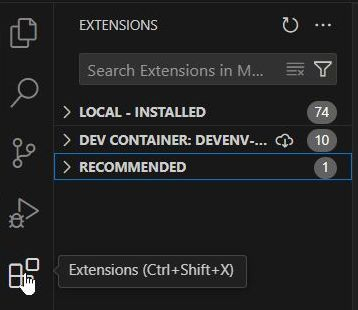 EXTENSIONS
Search Extensions in M...
LOCAL - INSTALLED 74
DEV CONTAINER: DEVENV-... 10
RECOMMENDED 1
Extensions (Ctrl+Shift+X)